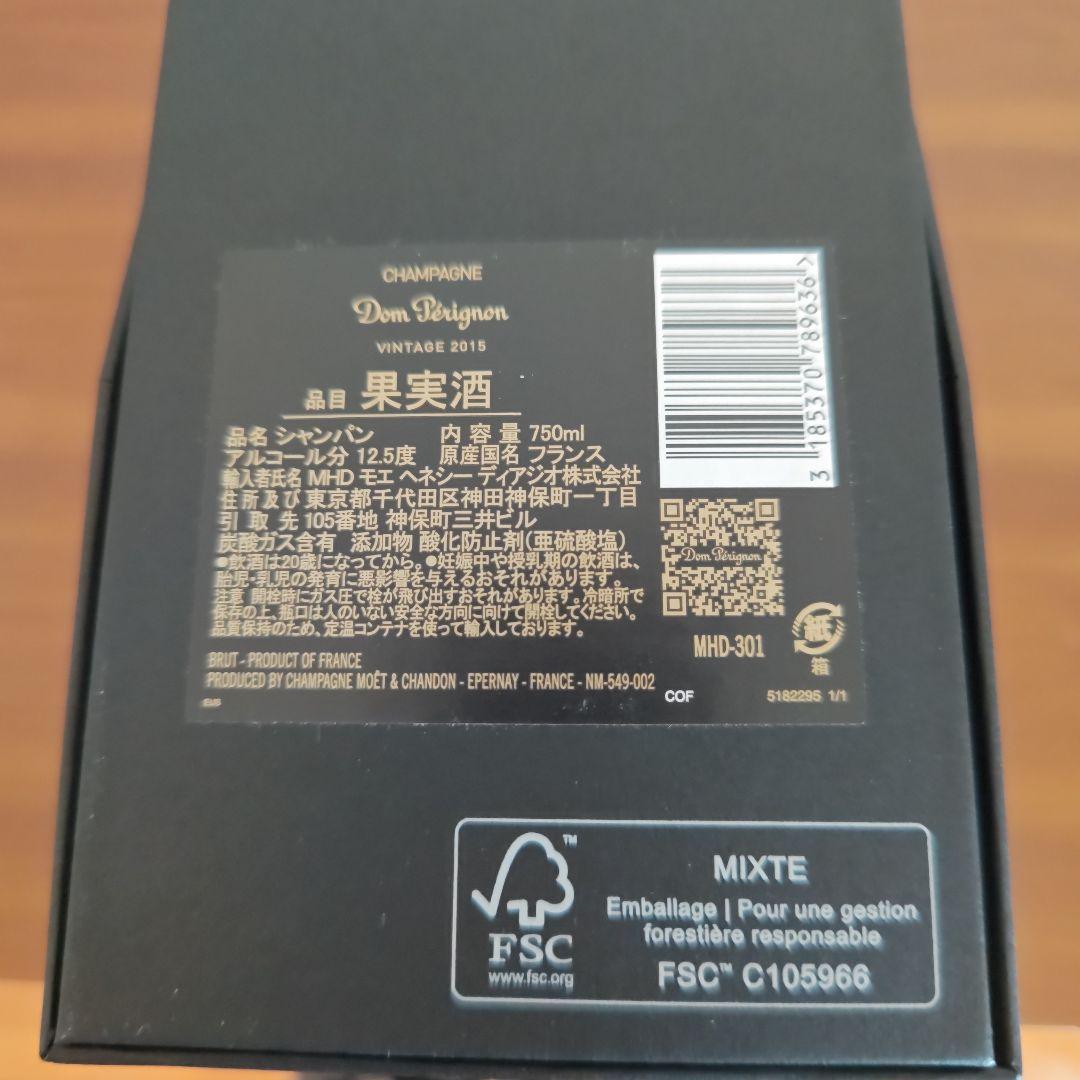 CHAMPAGNE
Dom Pérignon
VINTAGE 2015
品目 果実酒
品名 シャンパン 内容量 750ml
アルコール分 12.5度 原産国名 フランス
輸入者氏名 MHD モエ ヘネシー ディアジオ株式会社
住所及び 東京都千代田区神田神保町一丁目
引取先 105番地 神保町三井ビル
炭酸ガス含有 添加物 酸化防止剤(亜硫酸塩)
●飲酒は20歳になってから。●妊娠中や授乳期の飲酒は、
胎児・乳児の発育に悪影響を与えるおそれがあります。
注意 開栓時にガス圧で栓が飛び出すおそれがあります。冷暗所で
保存の上、瓶口は人のいない安全な方向に向けて開栓してください。
品質保持のため、定温コンテナを使って輸入しております。
BRUT - PRODUCT OF FRANCE
PRODUCED BY CHAMPAGNE MOËT & CHANDON - EPERNAY - FRANCE - NM-549-002
3 185370 789636 >
Dom Pérignon
MHD-301
紙
箱
COF
5182295 1/1
FSC
www.fsc.org
TM
MIXTE
Emballage | Pour une gestion
forestière responsable
FSC™ C105966